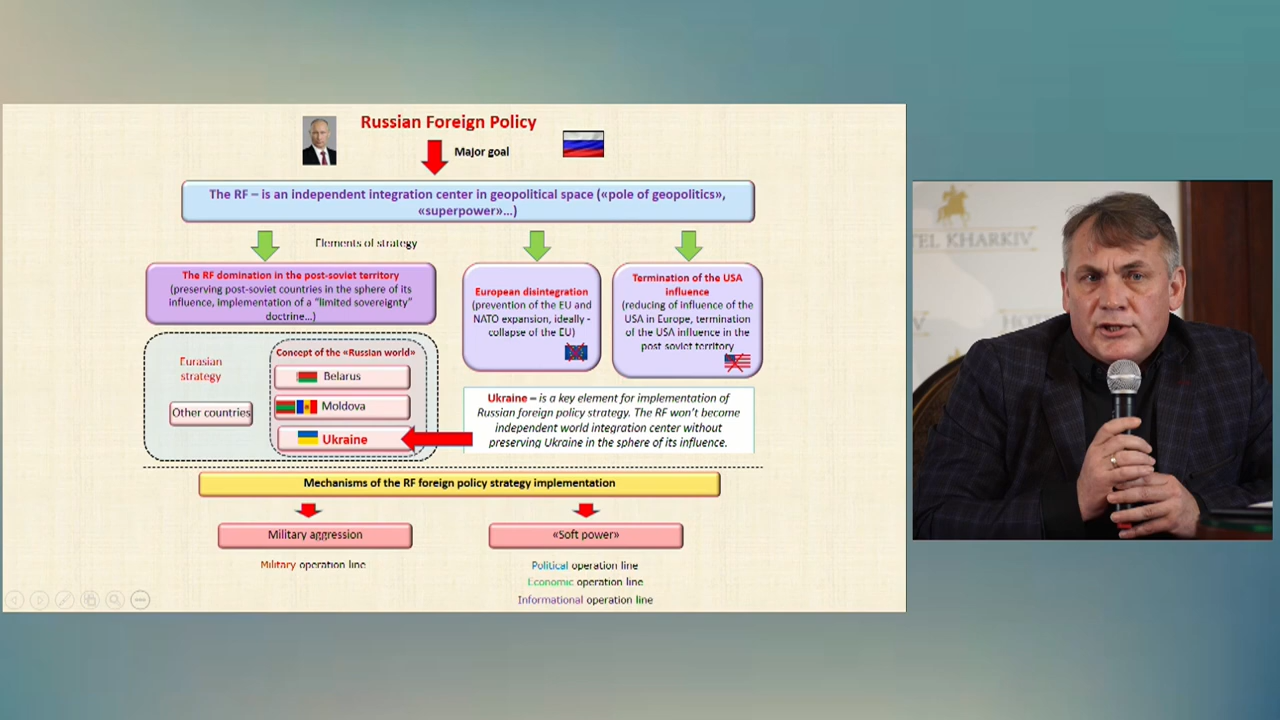 Russian Foreign Policy
Major goal
The RF – is an independent integration center in geopolitical space («pole of geopolitics»,
«superpower»...)
Elements of strategy
The RF domination in the post-soviet territory
(preserving post-soviet countries in the sphere of its
influence, implementation of a "limited sovereignty"
doctrine...)
European disintegration
(prevention of the EU and
NATO expansion, ideally -
collapse of the EU)
Termination of the USA
influence
(reducing of influence of the
USA in Europe, termination
of the USA influence in the
post soviet territory
Eurasian
strategy
Other countries
Concept of the «Russian world»
Belarus
Moldova
Ukraine
Ukraine – is a key element for implementation of
Russian foreign policy strategy. The RF won't become
independent world integration center without
preserving Ukraine in the sphere of its influence.
Mechanisms of the RF foreign policy strategy implementation
Military aggression
Military operation line
«Soft power»
Political operation line
Economic operation line
Informational operation line
TEL KHARKIV